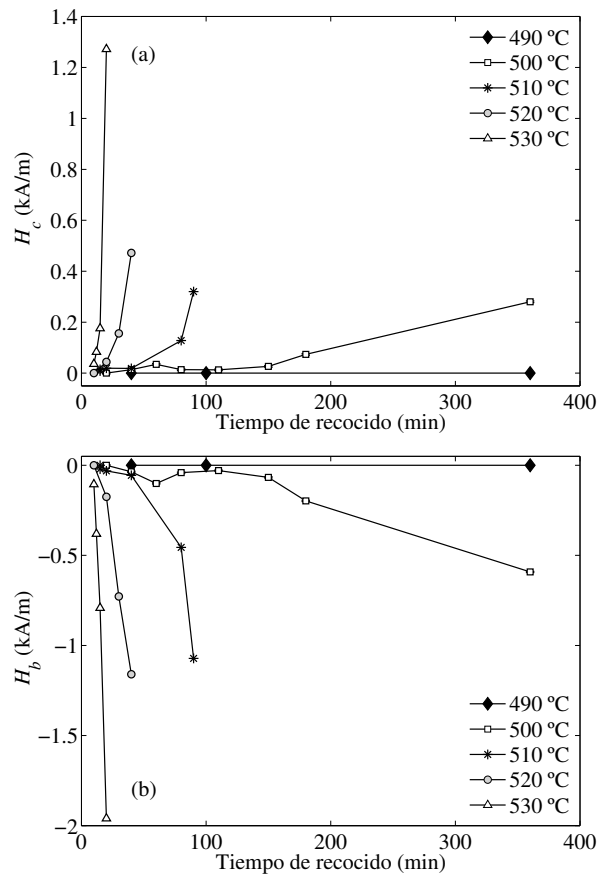 1.4
1.2
1
0.8
0.6
0.4
0.2
0
H_c (kA/m)
(a)
490 ºC
500 ºC
510 ºC
520 ºC
530 ºC
0 100 200 300 400
Tiempo de recocido (min)
0
−0.5
−1
−1.5
−2
H_b (kA/m)
(b)
490 ºC
500 ºC
510 ºC
520 ºC
530 ºC
0 100 200 300 400
Tiempo de recocido (min)